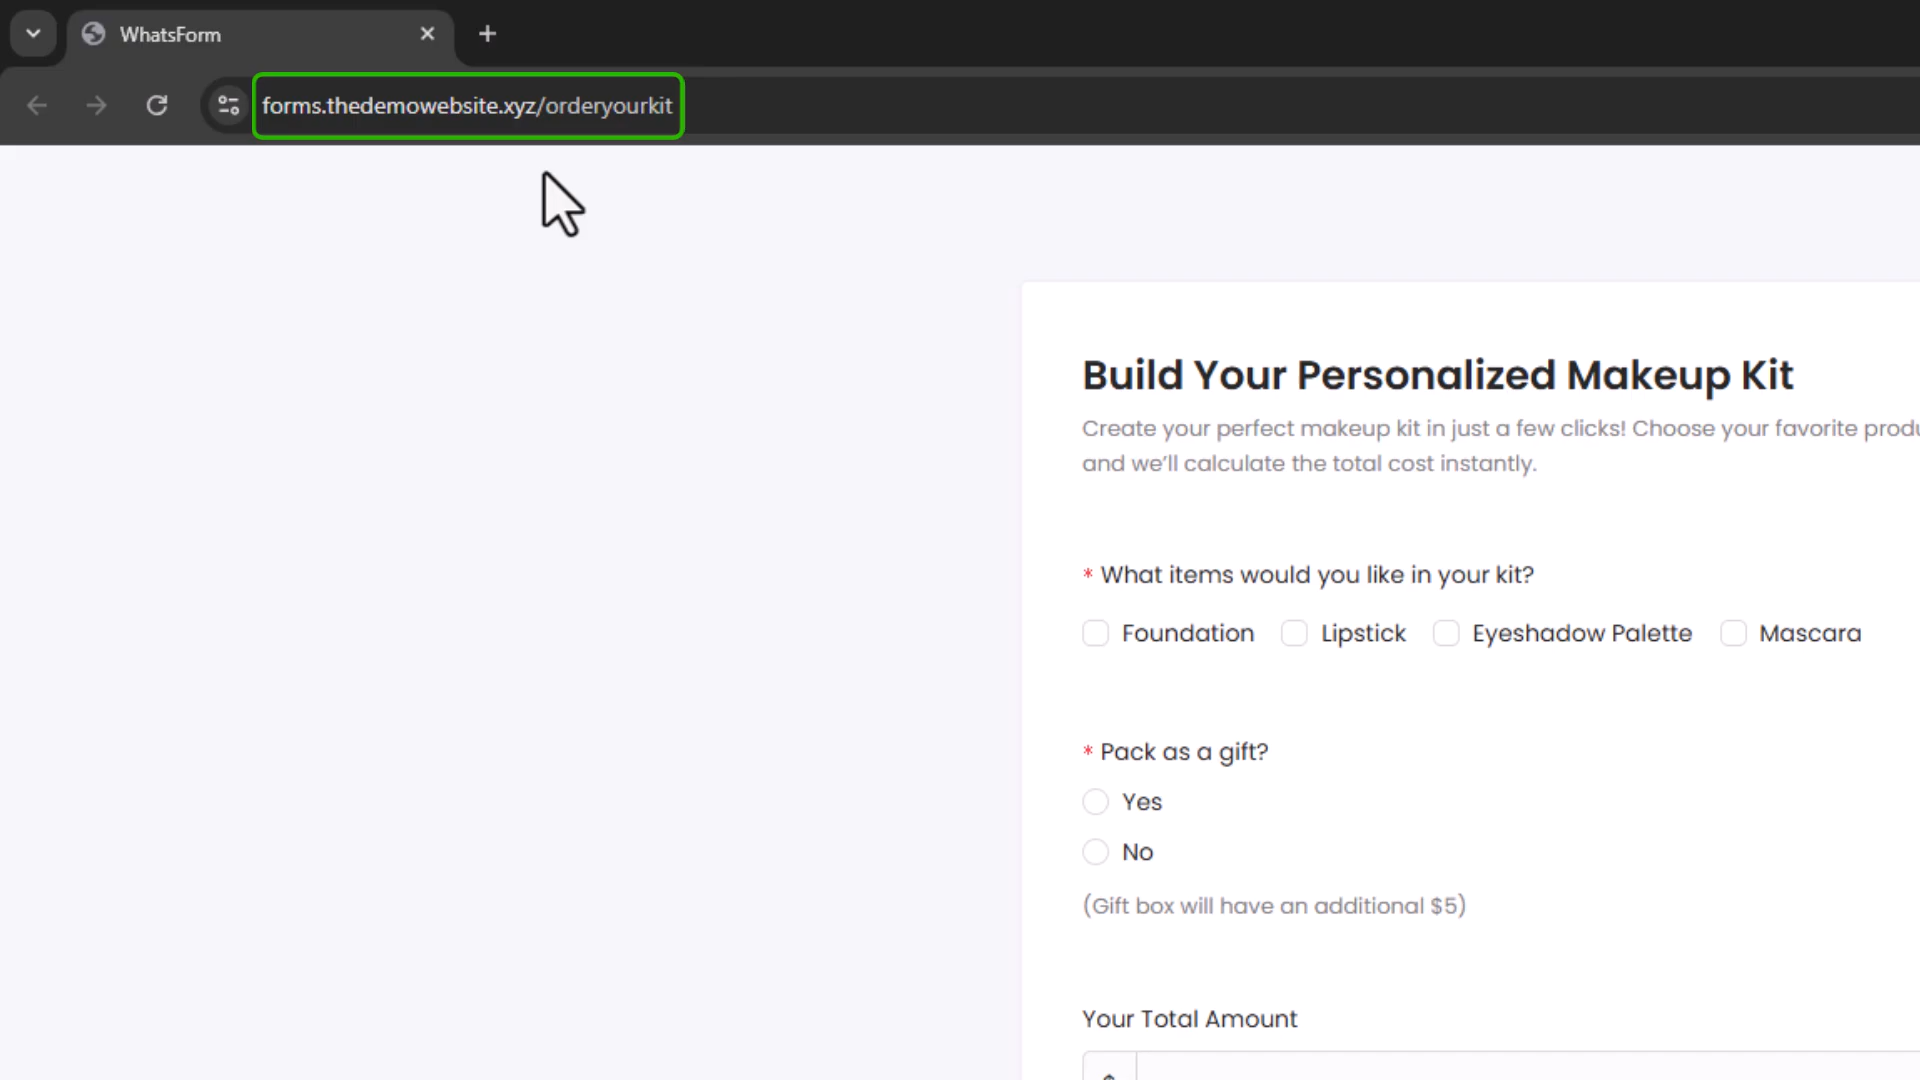 WhatsForm
forms.thedemowebsite.xyz/orderyourkit
Build Your Personalized Makeup Kit
Create your perfect makeup kit in just a few clicks! Choose your favorite
and we’ll calculate the total cost instantly.
* What items would you like in your kit?
Foundation Lipstick Eyeshadow Palette Mascara
* Pack as a gift?
Yes
No
(Gift box will have an additional $5)
Your Total Amount